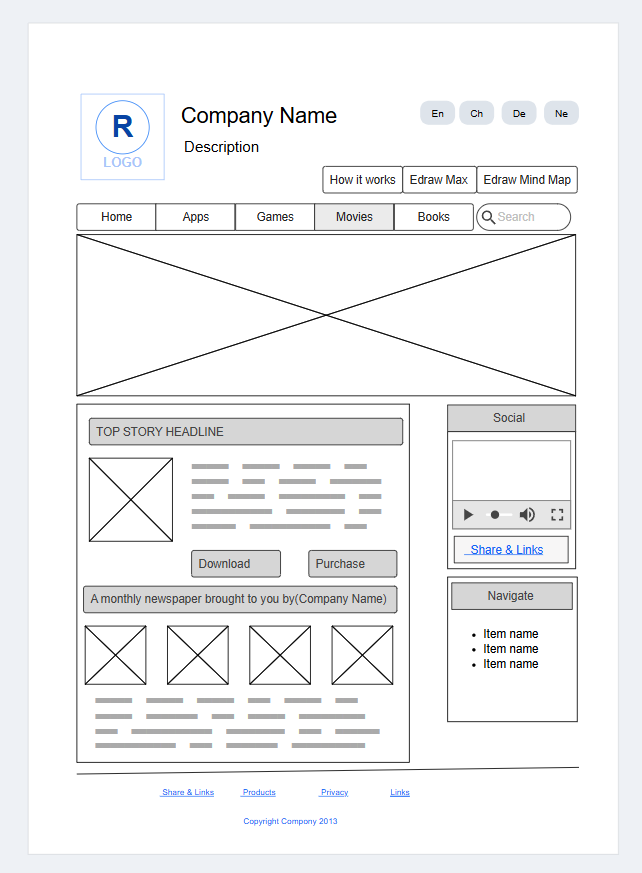 R
LOGO
Company Name
Description
En Ch De Ne
How it works Edraw Max Edraw Mind Map
Home Apps Games Movies Books Search
TOP STORY HEADLINE
Download Purchase
A monthly newspaper brought to you by(Company Name)
Social
Share & Links
Navigate
Item name
Item name
Item name
Share & Links Products Privacy Links
Copyright Compony 2013